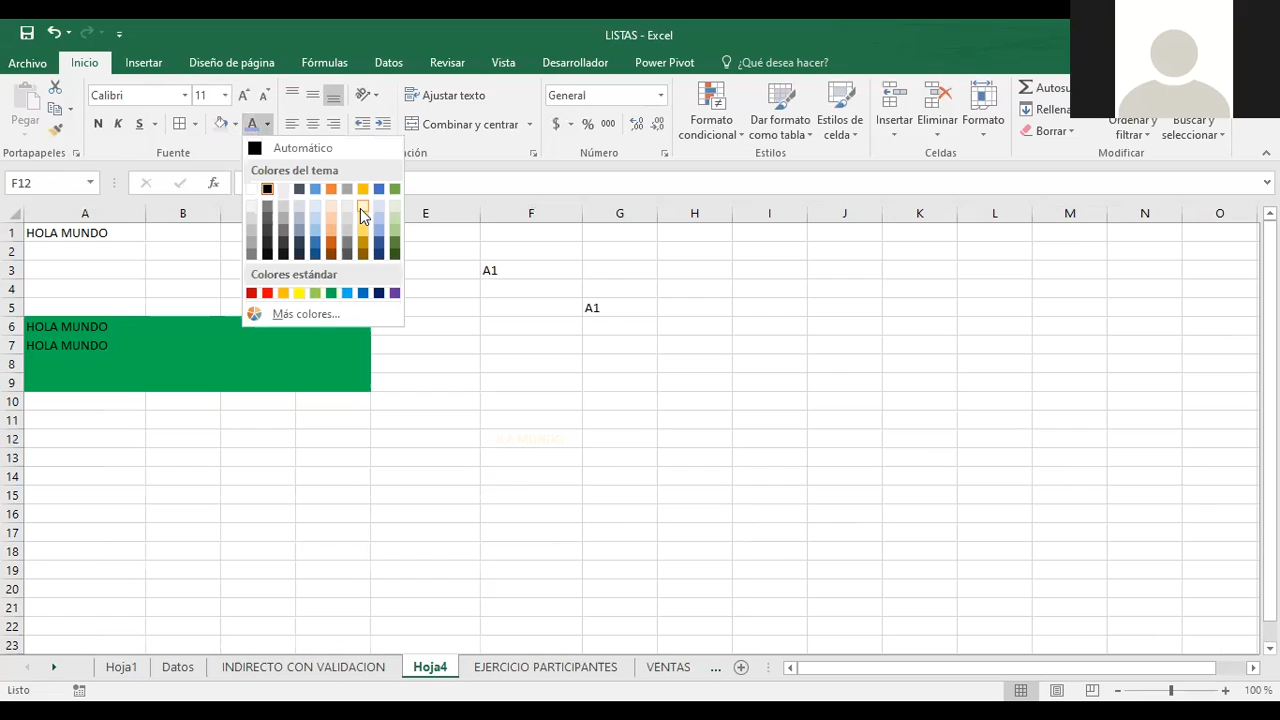 LISTAS - Excel
Archivo Inicio Insertar Diseño de página Fórmulas Datos Revisar Vista Desarrollador Power Pivot ¿Qué desea hacer?
Pegar
Calibri 11
N K S
Ajustar texto
Combinar y centrar
General
$ % 000
Formato condicional
Dar formato como tabla
Estilos de celda
Insertar Eliminar Formato
Autosu
Rellena
Borrar
Ordenar y filtrar
Buscar y seleccionar
Portapapeles Fuente Número Estilos Celdas Modificar
Automático
Colores del tema
Colores estándar
Más colores...
F12 fx
A B E F G H I J K L M N O
1 HOLA MUNDO
2
3 A1
4
5 A1
6 HOLA MUNDO
7 HOLA MUNDO
8
9
10
11
12 MUNDO
13
14
15
16
17
18
19
20
21
22
23
Hoja1 Datos INDIRECTO CON VALIDACION Hoja4 EJERCICIO PARTICIPANTES VENTAS ...
Listo 100 %